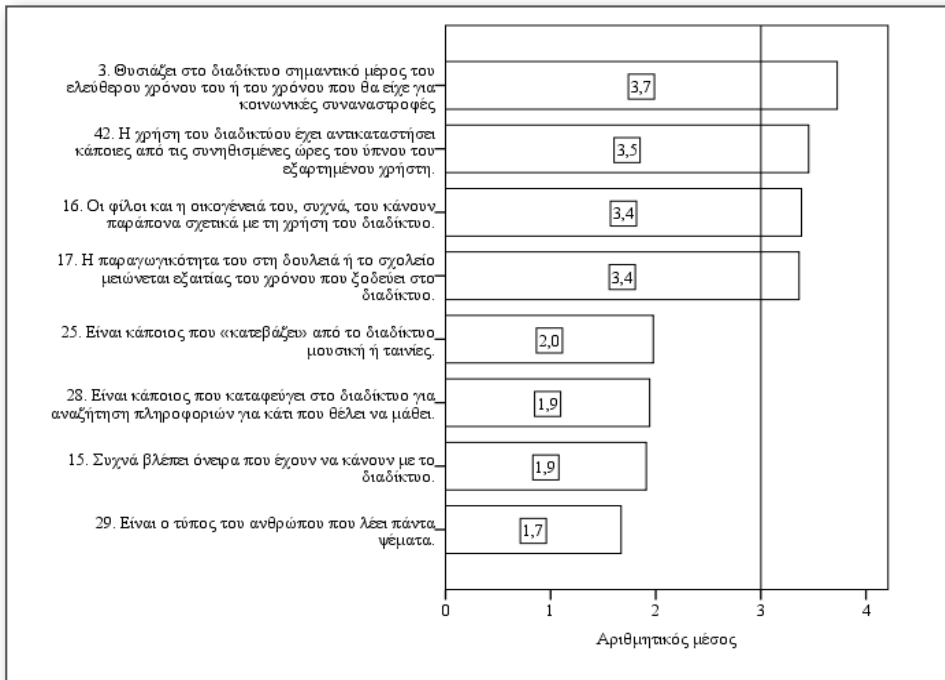 3. Θυσιάζει στο διαδίκτυο σημαντικό μέρος του
ελεύθερου χρόνου του ή του χρόνου που θα είχε για
κοινωνικές συναναστροφές
3,7
42. Η χρήση του διαδικτύου έχει αντικαταστήσει
κάποιες από τις συνηθισμένες ώρες του ύπνου του
εξαρτημένου χρήστη.
3,5
16. Οι φίλοι και η οικογένειά του, συχνά, του κάνουν
παράπονα σχετικά με τη χρήση του διαδίκτυο.
3,4
17. Η παραγωγικότητα του στη δουλειά ή το σχολείο
μειώνεται εξαιτίας του χρόνου που ξοδεύει στο
διαδίκτυο.
3,4
25. Είναι κάποιος που «κατεβάζει» από το διαδίκτυο
μουσική ή ταινίες.
2,0
28. Είναι κάποιος που καταφεύγει στο διαδίκτυο για
αναζήτηση πληροφοριών για κάτι που θέλει να μάθει.
1,9
15. Συχνά βλέπει όνειρα που έχουν να κάνουν με το
διαδίκτυο.
1,9
29. Είναι ο τύπος του ανθρώπου που λέει πάντα
ψέματα.
1,7
0 1 2 3 4
Αριθμητικός μέσος